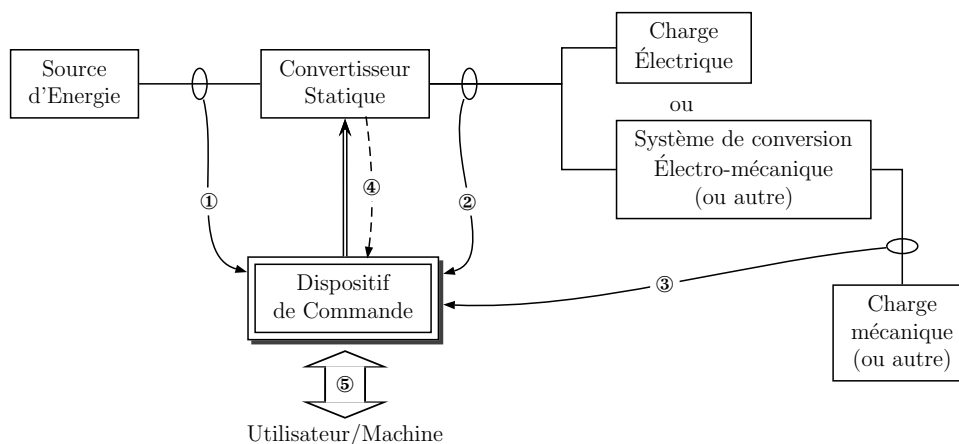 Source
d'Energie
Convertisseur
Statique
Charge
Électrique
ou
Système de conversion
Électro-mécanique
(ou autre)
①
④
②
③
Dispositif
de Commande
Charge
mécanique
(ou autre)
⑤
Utilisateur/Machine